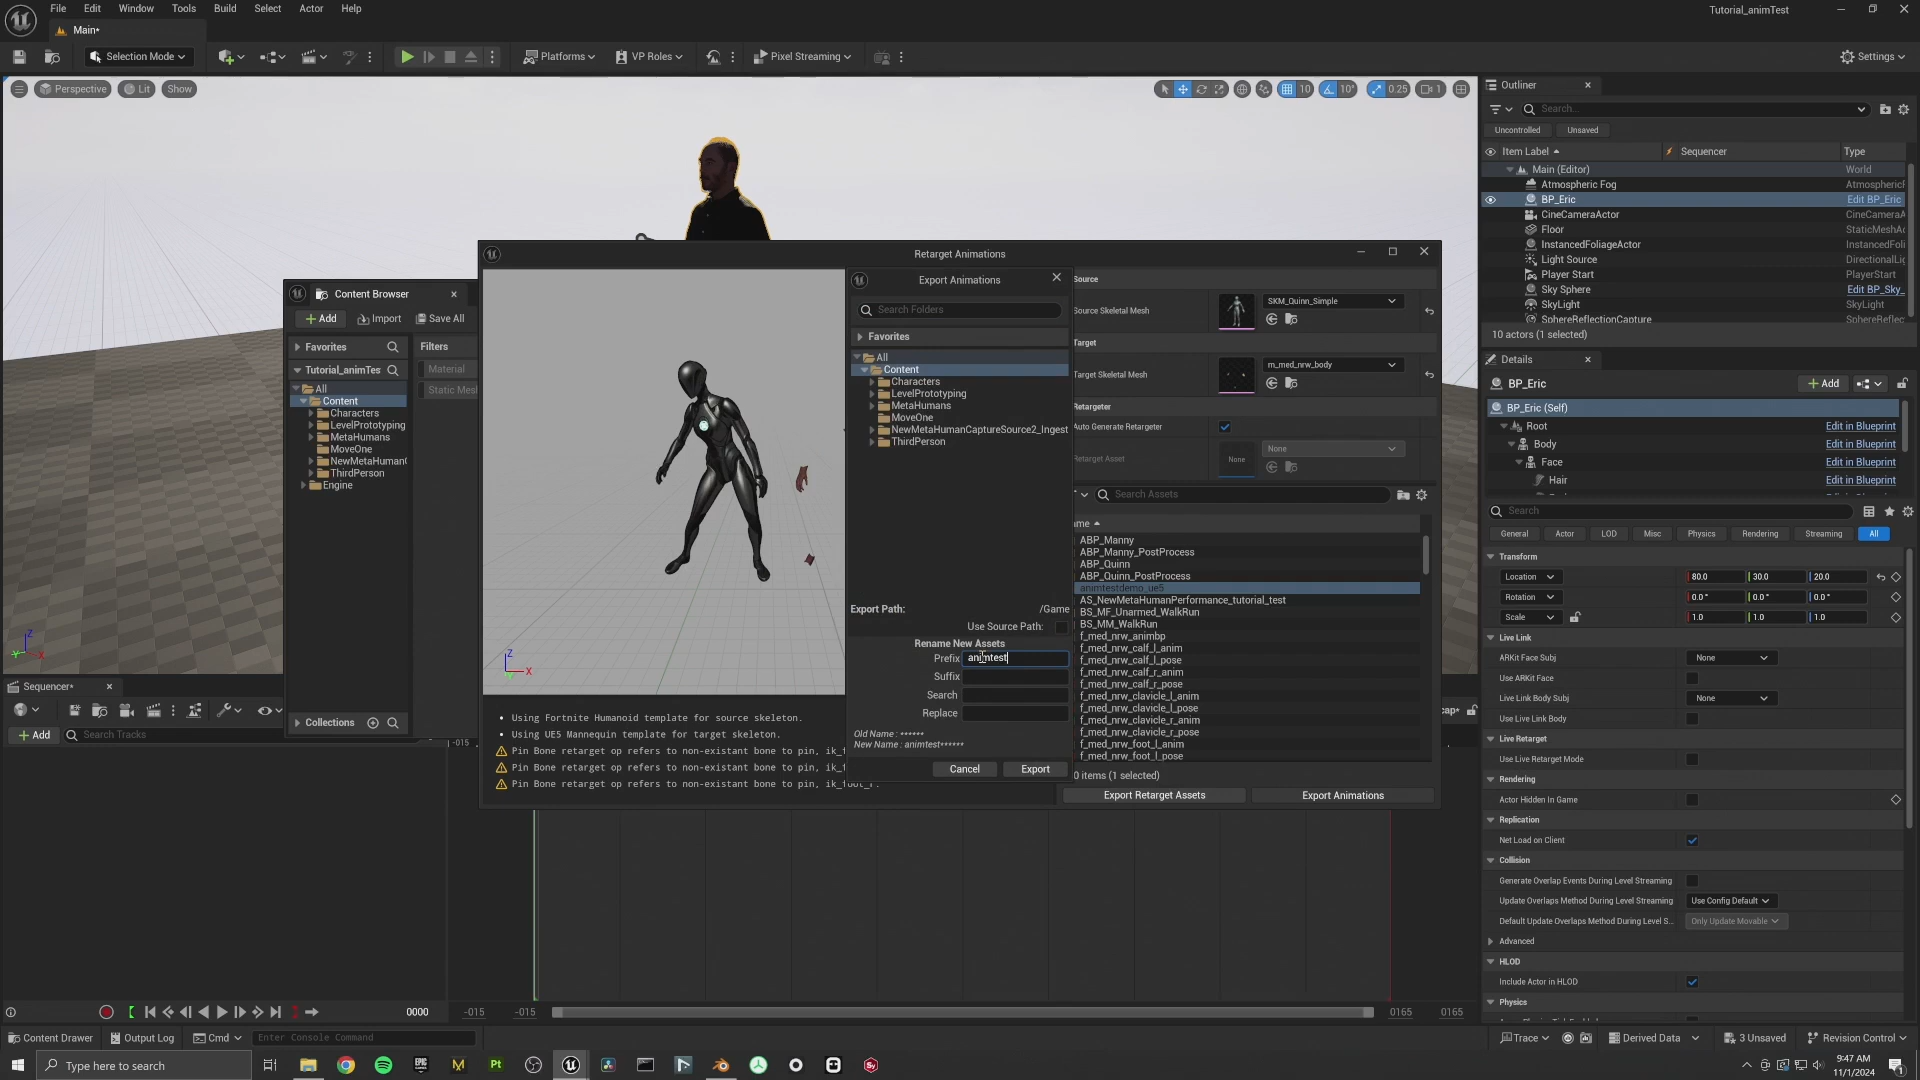 File Edit Window Tools Build Select Actor Help
Tutorial_animTest
Main*
Selection Mode
Platforms
VP Roles
Pixel Streaming
Settings
Perspective
Lit
Show
10
10°
0.25
1
Outliner
Search...
Uncontrolled
Unsaved
Item Label
Sequencer
Type
Main (Editor)
World
Atmospheric Fog
BP_Eric
Edit BP_Eric
CineCameraActor
Floor
InstancedFoliageActor
Light Source
Player Start
PlayerStart
Sky Sphere
Edit BP_Sky_
SkyLight
SkyLight
SphereReflectionCapture
10 actors (1 selected)
Retarget Animations
Content Browser
Add
Import
Save All
Favorites
Filters
Tutorial_animTes
Material
All
Static Mesh
Content
Characters
LevelPrototyping
MetaHumans
MoveOne
NewMetaHuman
ThirdPerson
Engine
Collections
Export Animations
Search Folders
Favorites
All
Content
Characters
LevelPrototyping
MetaHumans
MoveOne
NewMetaHumanCaptureSource2_Ingest
ThirdPerson
Export Path:
/Game
Use Source Path:
Rename New Assets
Prefix
animtest
Suffix
Search
Replace
Old Name : ******
New Name : animtest******
Cancel
Export
Source
Source Skeletal Mesh
SKM_Quinn_Simple
Target
Target Skeletal Mesh
m_med_nrw_body
Retargeter
Auto Generate Retargeter
Retarget Asset
None
None
Search Assets
ABP_Manny
ABP_Manny_PostProcess
ABP_Quinn
ABP_Quinn_PostProcess
animtestdemo_ue5
AS_NewMetaHumanPerformance_tutorial_test
BS_MF_Unarmed_WalkRun
BS_MM_WalkRun
f_med_nrw_animbp
f_med_nrw_calf_l_anim
f_med_nrw_calf_l_pose
f_med_nrw_calf_r_anim
f_med_nrw_calf_r_pose
f_med_nrw_clavicle_l_anim
f_med_nrw_clavicle_l_pose
f_med_nrw_clavicle_r_anim
f_med_nrw_clavicle_r_pose
f_med_nrw_foot_l_anim
f_med_nrw_foot_l_pose
0 items (1 selected)
Export Retarget Assets
Export Animations
Using Fortnite Humanoid template for source skeleton.
Using UE5 Mannequin template for target skeleton.
Pin Bone retarget op refers to non-existant bone to pin,
Pin Bone retarget op refers to non-existant bone to pin,
Pin Bone retarget op refers to non-existant bone to pin, ik_foot_r.
Z
Y
X
Details
BP_Eric
Add
BP_Eric (Self)
Root
Edit in Blueprint
Body
Edit in Blueprint
Face
Edit in Blueprint
Hair
Edit in Blueprint
Search
General
Actor
LOD
Misc
Physics
Rendering
Streaming
All
Transform
Location
80.0
30.0
20.0
Rotation
0.0 °
0.0 °
0.0 °
Scale
1.0
1.0
1.0
Live Link
ARKit Face Subj
None
Use ARKit Face
Live Link Body Subj
None
Use Live Link Body
Live Retarget
Use Live Retarget Mode
Rendering
Actor Hidden In Game
Replication
Net Load on Client
Collision
Generate Overlap Events During Level Streaming
Update Overlaps Method During Level Streaming
Use Config Default
Default Update Overlaps Method During Level S...
Only Update Movable
Advanced
HLOD
Include Actor in HLOD
Physics
Sequencer*
Add
Search Tracks
-015
0000
-015
-015
0165
0165
Content Drawer
Output Log
Cmd
Enter Console Command
Trace
Derived Data
3 Unsaved
Revision Control
Type here to search
9:47 AM
11/1/2024